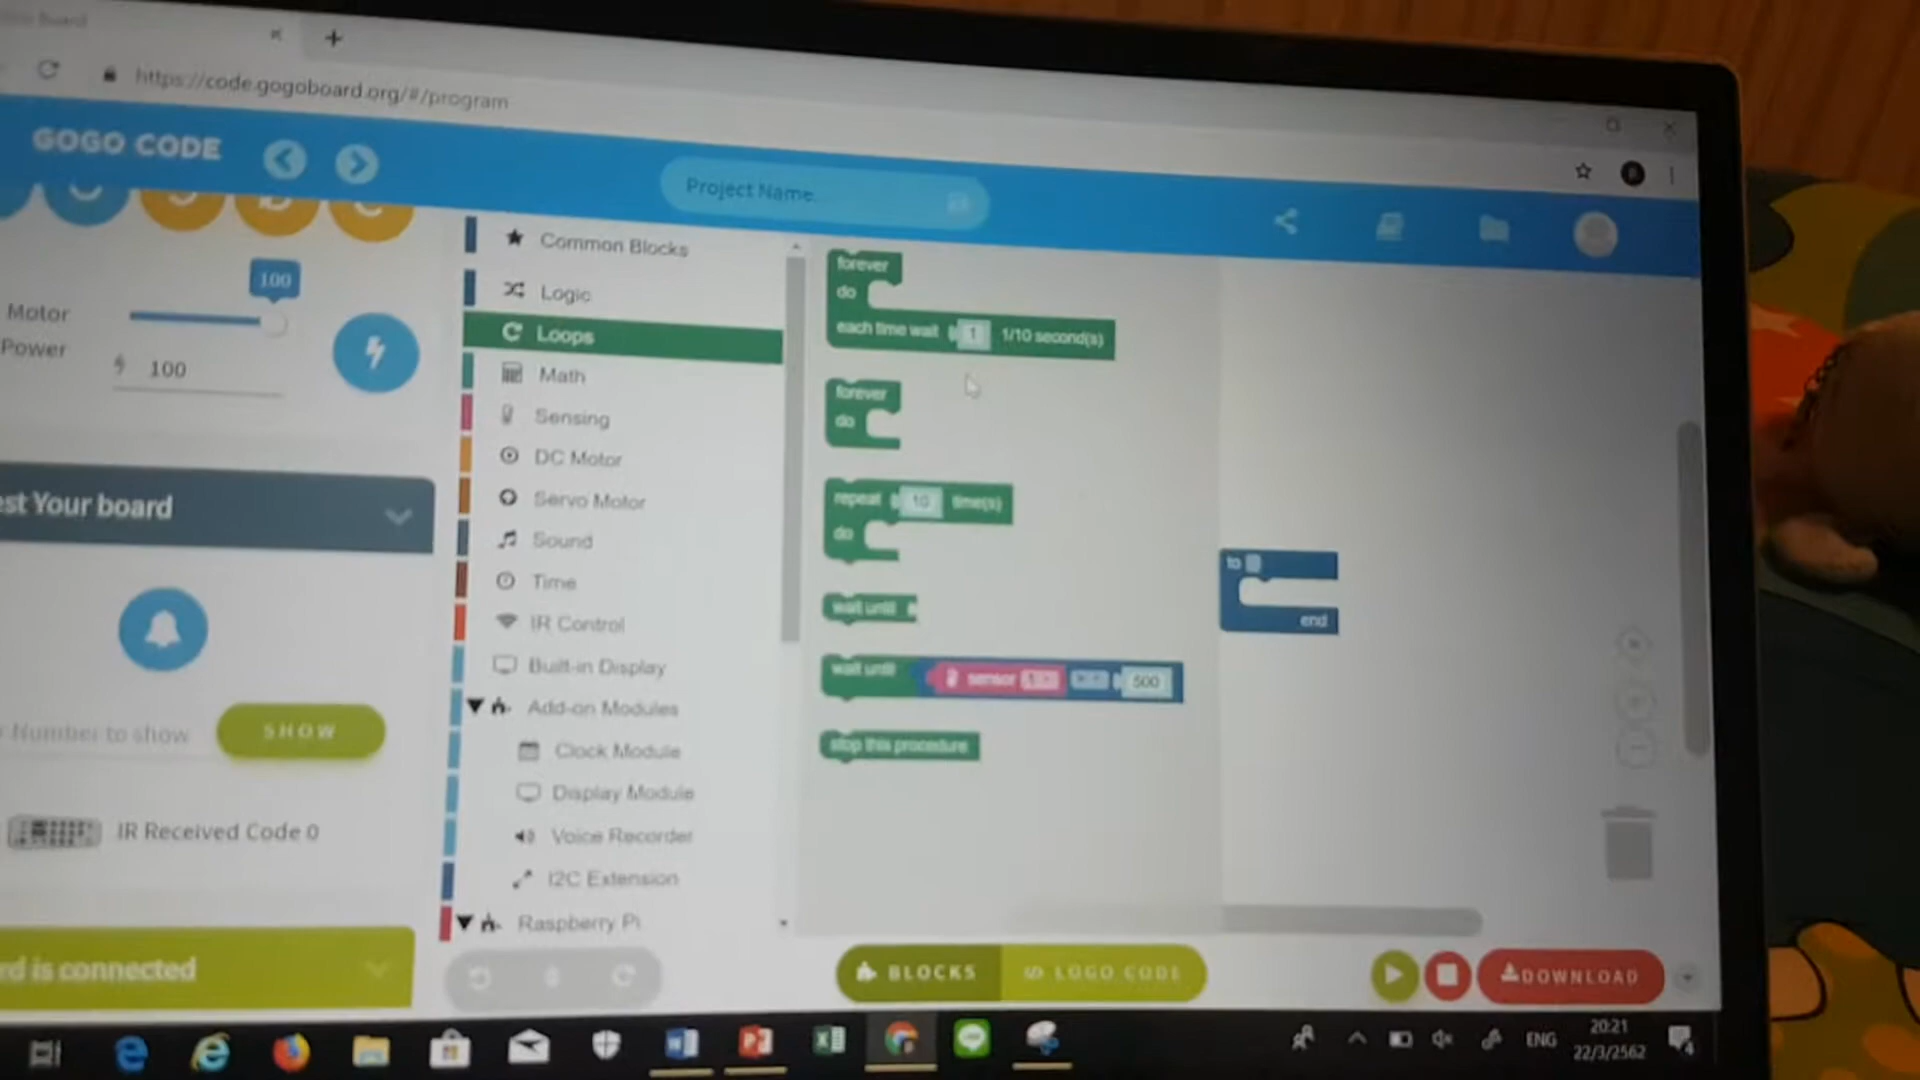 https://code.gogoboard.org/#/program
GOGO CODE
Project Name
100
Motor
Power
100
est Your board
Number to show
SHOW
IR Received Code 0
rd is connected
Common Blocks
Logic
Loops
Math
Sensing
DC Motor
Servo Motor
Sound
Time
IR Control
Built-in Display
Add-on Modules
Clock Module
Display Module
Voice Recorder
I2C Extension
Raspberry Pi
forever
do
each time wait 1 1/10 second(s)
forever
do
repeat 10 time(s)
do
wait until
wait until sensor 500
stop this procedure
to
end
BLOCKS
LOGO CODE
DOWNLOAD
ENG
20:21
22/3/2562
4